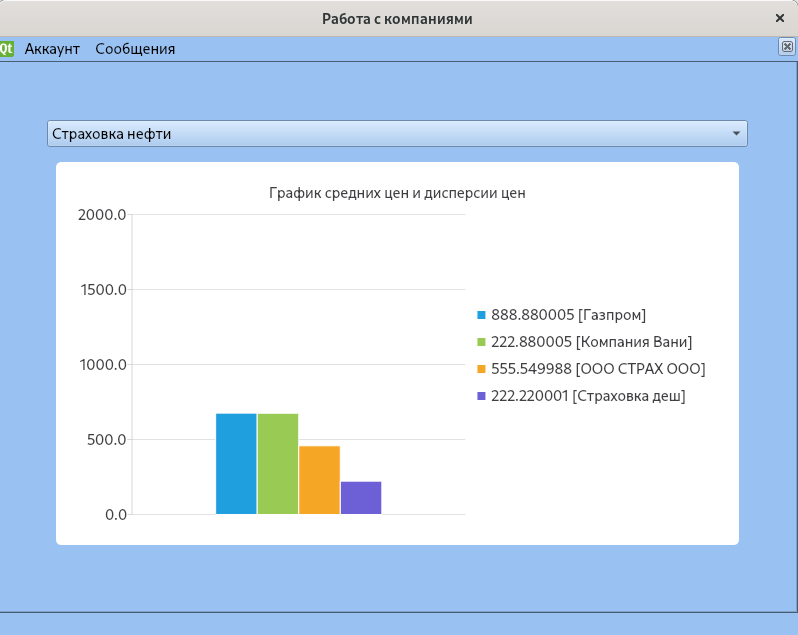 Работа с компаниями
Qt Аккаунт Сообщения
Страховка нефти
График средних цен и дисперсии цен
2000.0
1500.0
1000.0
500.0
0.0
888.880005 [Газпром]
222.880005 [Компания Вани]
555.549988 [ООО СТРАХ ООО]
222.220001 [Страховка деш]